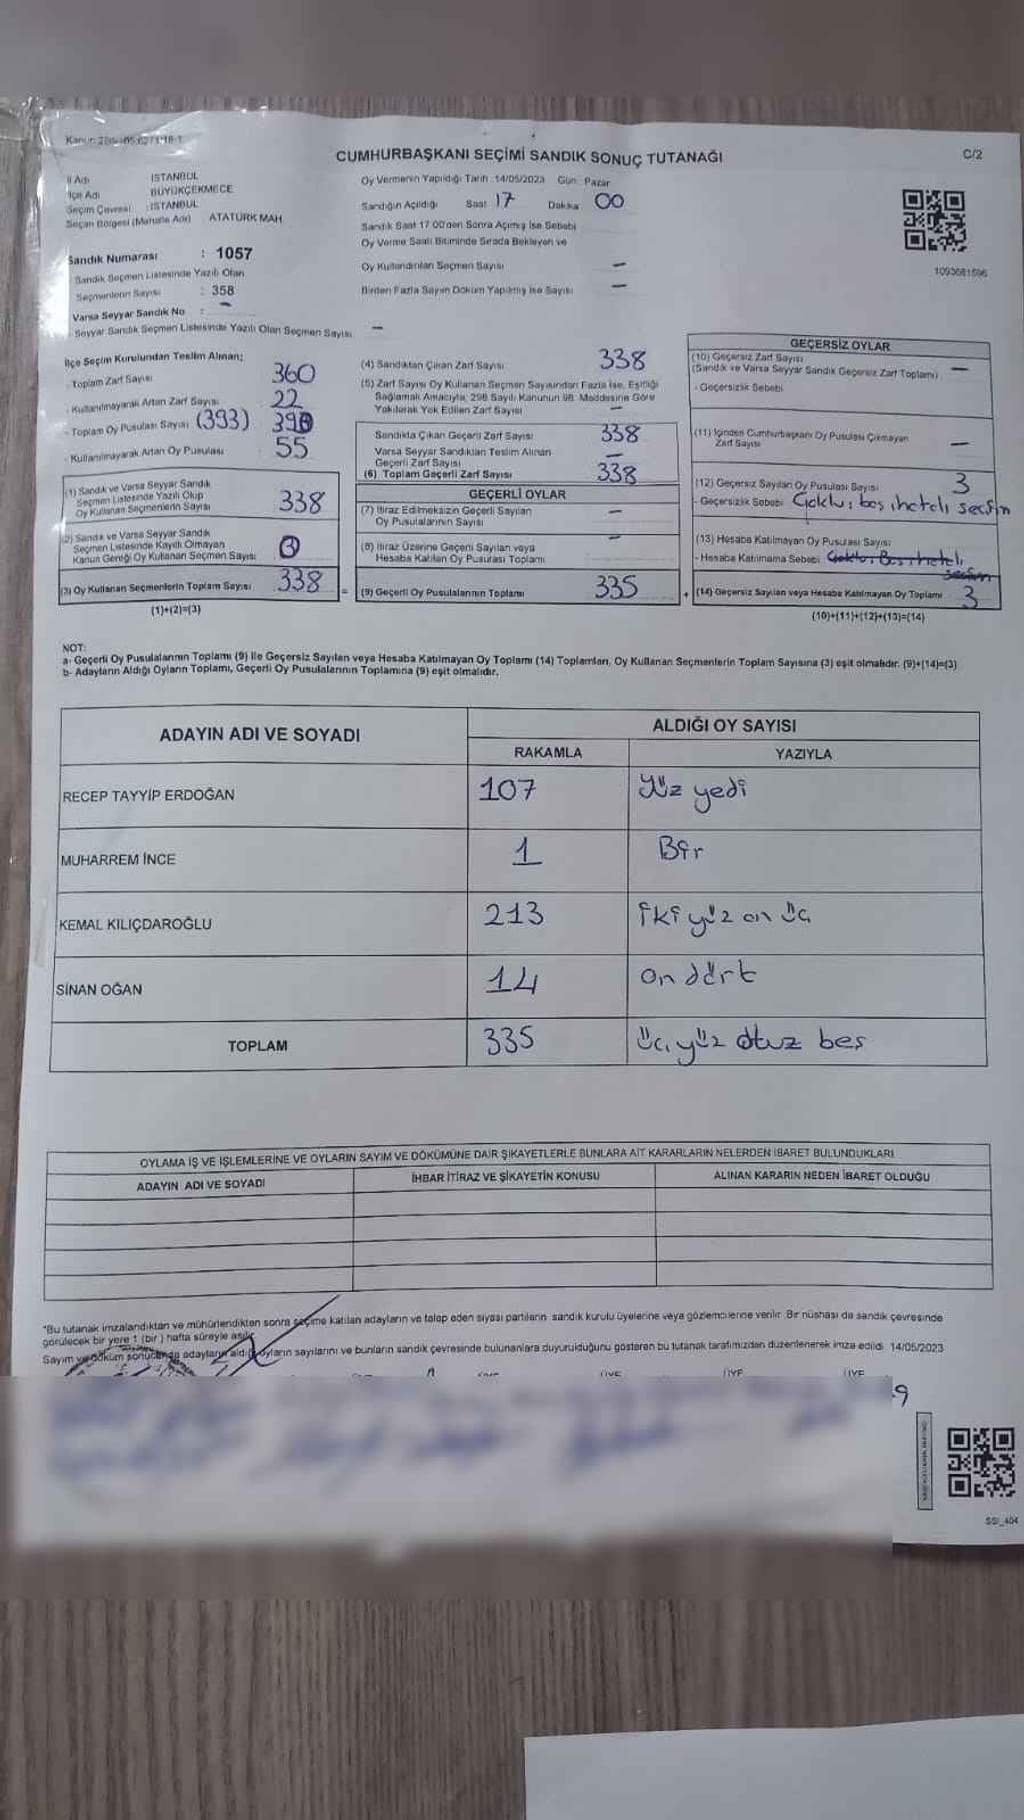 CUMHURBAŞKANI SEÇİMİ SANDIK SONUÇ TUTANAĞI
C/2
İl Adı İSTANBUL
İlçe Adı BÜYÜKÇEKMECE
Seçim Çevresi : İSTANBUL
Seçim Bölgesi (Mahalle Adı) : ATATÜRK MAH.
Oy Vermenin Yapıldığı Tarih : 14/05/2023 Gün : Pazar
Sandığın Açıldığı Saat 17 Dakika 00
Sandık Saat 17.00'den Sonra Açılmış İse Sebebi
Oy Verme Saati Bitiminde Sırada Bekleyen ve
Oy Kullandırılan Seçmen Sayısı —
Birden Fazla Sayım Döküm Yapılmış İse Sayısı —
Sandık Numarası : 1057
Sandık Seçmen Listesinde Yazılı Olan
Seçmenlerin Sayısı : 358
Varsa Seyyar Sandık No : —
Seyyar Sandık Seçmen Listesinde Yazılı Olan Seçmen Sayısı —
1093681596
İlçe Seçim Kurulundan Teslim Alınan;
- Toplam Zarf Sayısı 360
- Kullanılmayarak Artan Zarf Sayısı 22
- Toplam Oy Pusulası Sayısı (393)
- Kullanılmayarak Artan Oy Pusulası : 55
(1) Sandık ve Varsa Seyyar Sandık
Seçmen Listesinde Yazılı Olup
Oy Kullanan Seçmenlerin Sayısı 338
(2) Sandık ve Varsa Seyyar Sandık
Seçmen Listesinde Kayıtlı Olmayan
Kanun Gereği Oy Kullanan Seçmen Sayısı
(3) Oy Kullanan Seçmenlerin Toplam Sayısı 338 =
(1)+(2)=(3)
(4) Sandıktan Çıkan Zarf Sayısı 338
(5) Zarf Sayısı Oy Kullanan Seçmen Sayısından Fazla İse, Eşitliği
Sağlamak Amacıyla, 298 Sayılı Kanunun 98. Maddesine Göre
Yakılarak Yok Edilen Zarf Sayısı —
Sandıkta Çıkan Geçerli Zarf Sayısı 338
Varsa Seyyar Sandıktan Teslim Alınan
Geçerli Zarf Sayısı —
(6) Toplam Geçerli Zarf Sayısı 338
GEÇERLİ OYLAR
(7) İtiraz Edilmeksizin Geçerli Sayılan
Oy Pusulalarının Sayısı —
(8) İtiraz Üzerine Geçerli Sayılan veya
Hesaba Katılan Oy Pusulası Toplamı —
(9) Geçerli Oy Pusulalarının Toplamı 335 +
GEÇERSİZ OYLAR
(10) Geçersiz Zarf Sayısı
(Sandık ve Varsa Seyyar Sandık Geçersiz Zarf Toplamı) —
- Geçersizlik Sebebi
(11) İçinden Cumhurbaşkanı Oy Pusulası Çıkmayan
Zarf Sayısı —
(12) Geçersiz Sayılan Oy Pusulası Sayısı 3
- Geçersizlik Sebebi Çoklu,
(13) Hesaba Katılmayan Oy Pusulası Sayısı
- Hesaba Katılmama Sebebi
(14) Geçersiz Sayılan veya Hesaba Katılmayan Oy Toplamı 3
(10)+(11)+(12)+(13)=(14)
NOT:
a- Geçerli Oy Pusulalarının Toplamı (9) ile Geçersiz Sayılan veya Hesaba Katılmayan Oy Toplamı (14) Toplamları, Oy Kullanan Seçmenlerin Toplam Sayısına (3) eşit olmalıdır. (9)+(14)=(3)
b- Adayların Aldığı Oyların Toplamı, Geçerli Oy Pusulalarının Toplamına (9) eşit olmalıdır.
ADAYIN ADI VE SOYADI
ALDIĞI OY SAYISI
RAKAMLA YAZIYLA
RECEP TAYYİP ERDOĞAN 107 Yüz yedi
MUHARREM İNCE 1 Bir
KEMAL KILIÇDAROĞLU 213 iki yüz on üç
SİNAN OĞAN 14 on dört
TOPLAM 335 üç yüz otuz beş
OYLAMA İŞ VE İŞLEMLERİNE VE OYLARIN SAYIM VE DÖKÜMÜNE DAİR ŞİKAYETLERLE BUNLARA AİT KARARLARIN NELERDEN İBARET BULUNDUKLARI
ADAYIN ADI VE SOYADI İHBAR İTİRAZ VE ŞİKAYETİN KONUSU ALINAN KARARIN NEDEN İBARET OLDUĞU
*Bu tutanak imzalandıktan ve mühürlendikten sonra seçime katılan adayların ve talep eden siyasi partilerin sandık kurulu üyelerine veya gözlemcilerine verilir. Bir nüshası da sandık çevresinde
görülecek bir yere 1 (bir) hafta süreyle asılır.
Sayım ve döküm sonucunda adayların aldığı oyların sayılarını ve bunların sandık çevresinde bulunanlara duyurulduğunu gösteren bu tutanak tarafımızdan düzenlenerek imza edildi. 14/05/2023
ÜYE ÜYE ÜYE
SSI_404